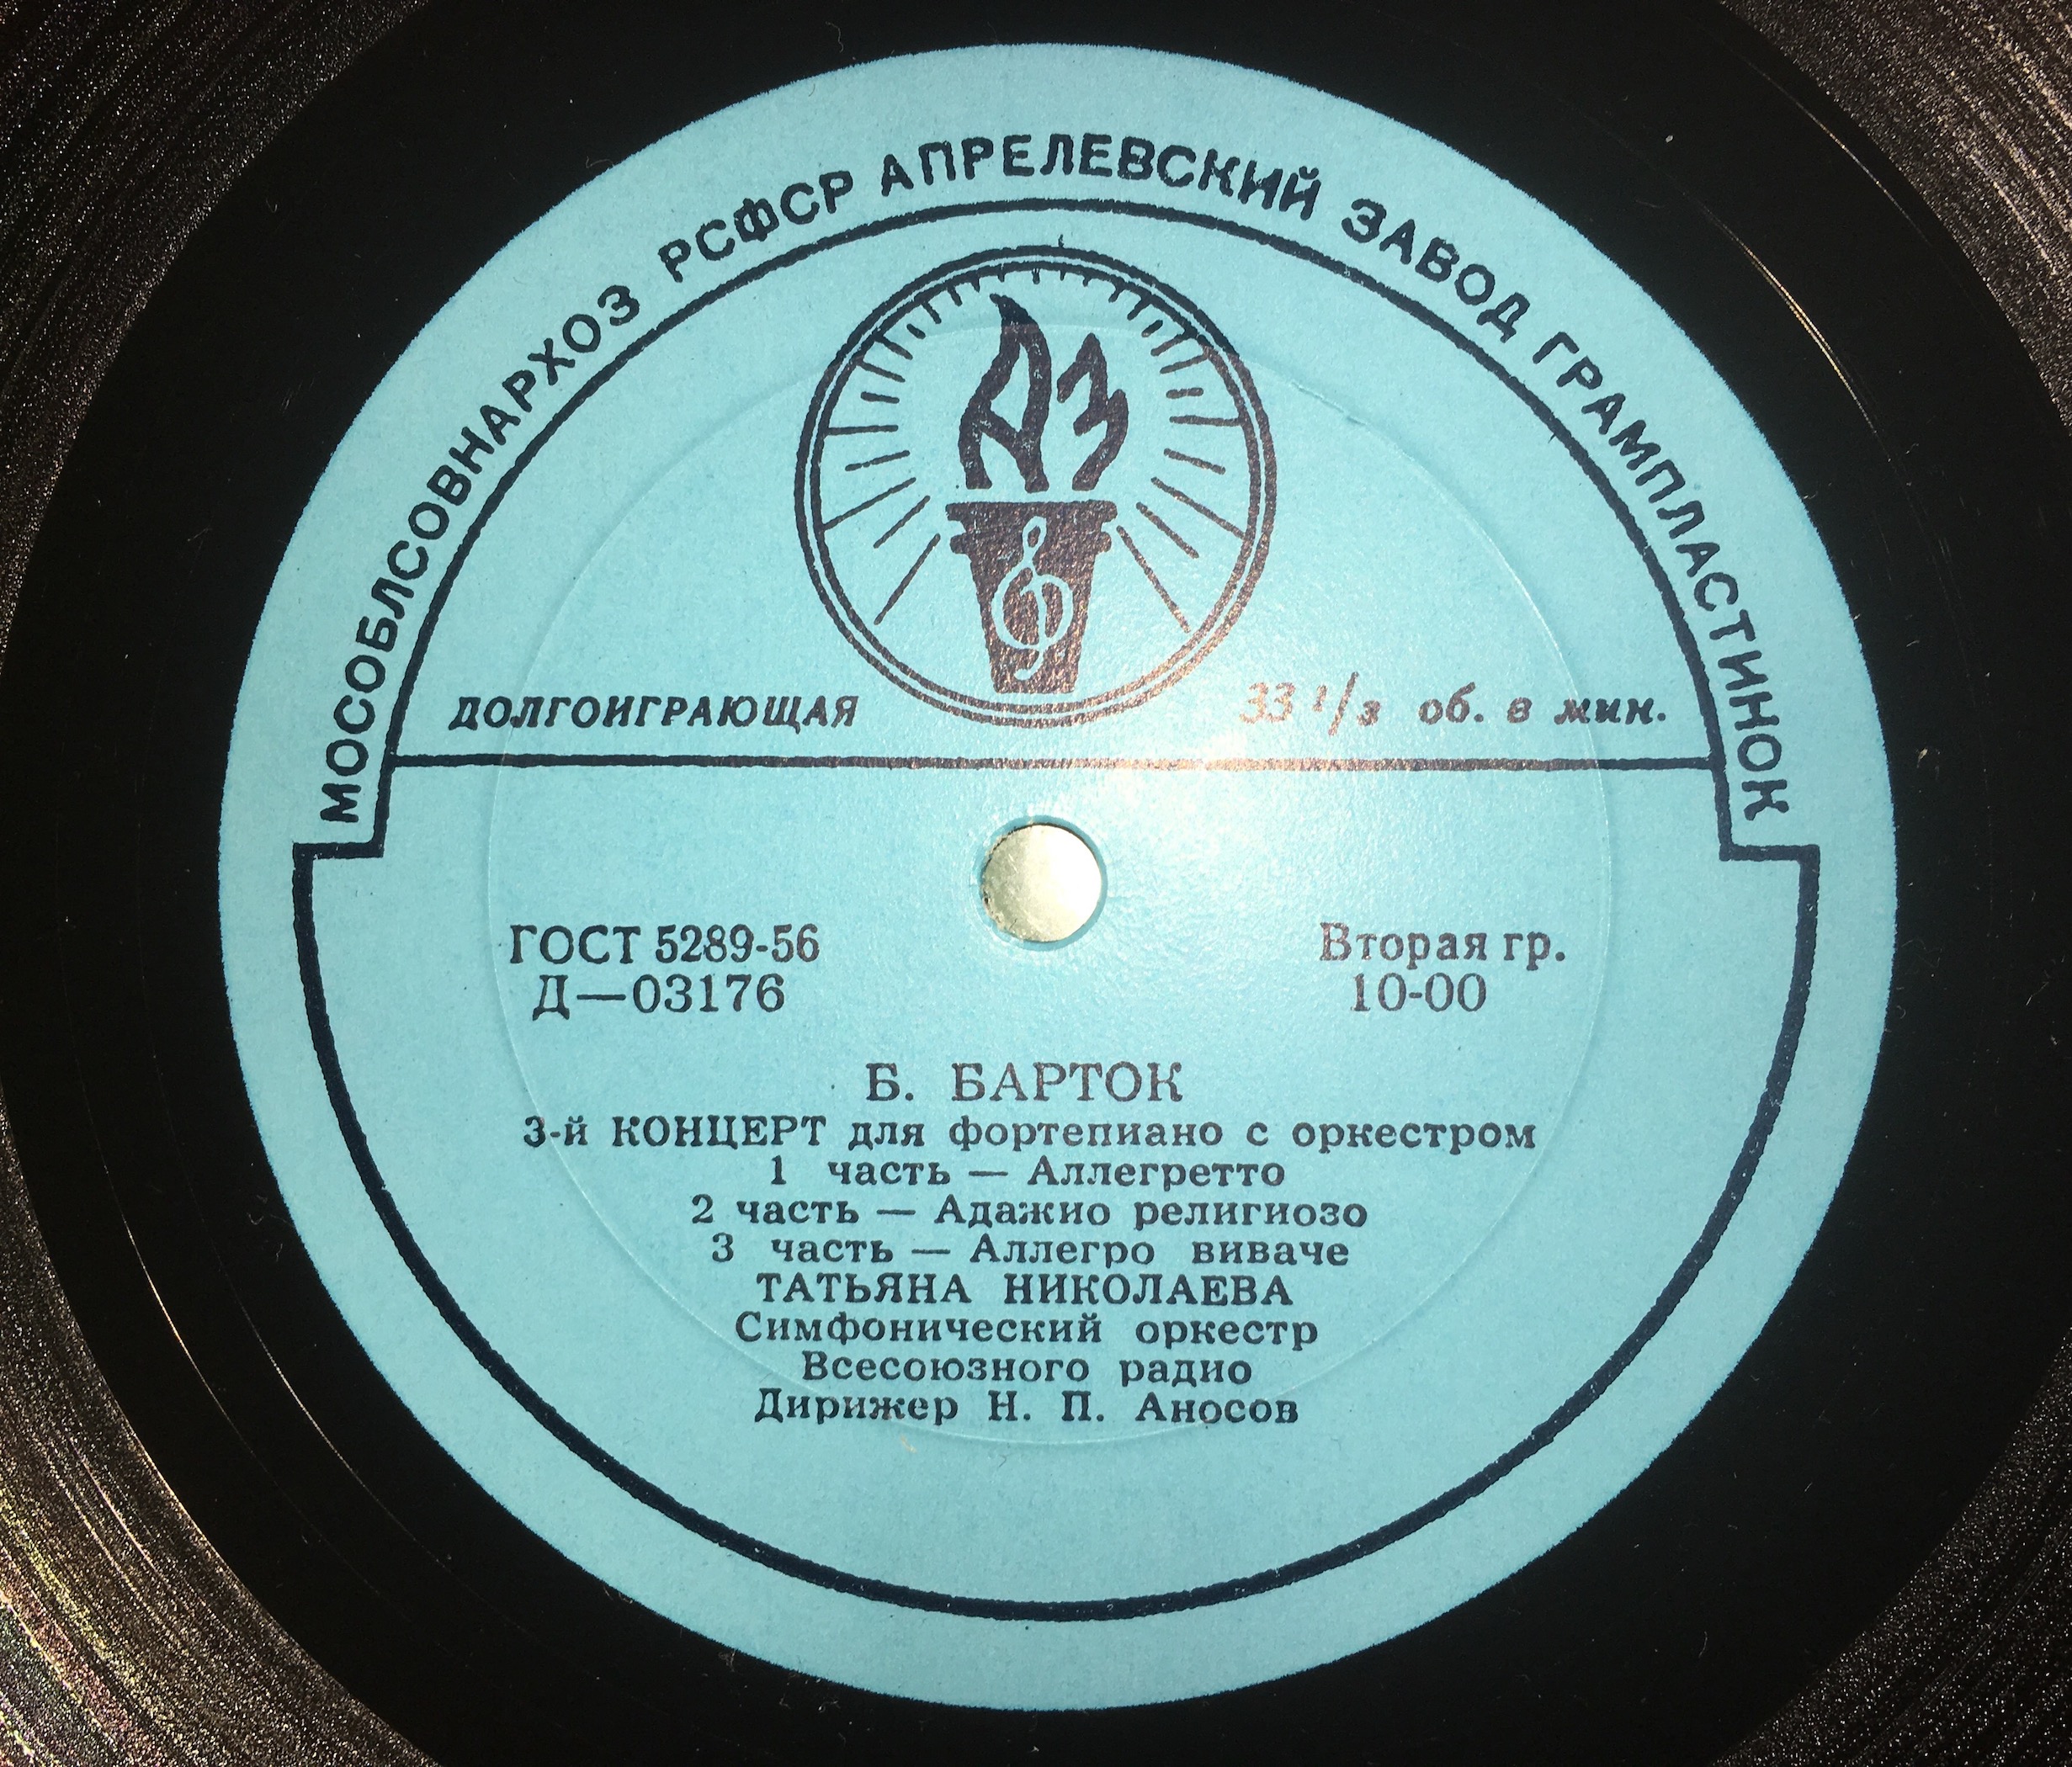 МОСОБЛСОВНАРХОЗ РСФСР АПРЕЛЕВСКИЙ ЗАВОД ГРАМПЛАСТИНОК
АЗ
ДОЛГОИГРАЮЩАЯ 33 1/3 об. в мин.
ГОСТ 5289-56 Вторая гр.
Д—03176 10-00
Б. БАРТОК
3-й КОНЦЕРТ для фортепиано с оркестром
1 часть — Аллегретто
2 часть — Адажио религиозо
3 часть — Аллегро виваче
ТАТЬЯНА НИКОЛАЕВА
Симфонический оркестр
Всесоюзного радио
Дирижер Н. П. Аносов